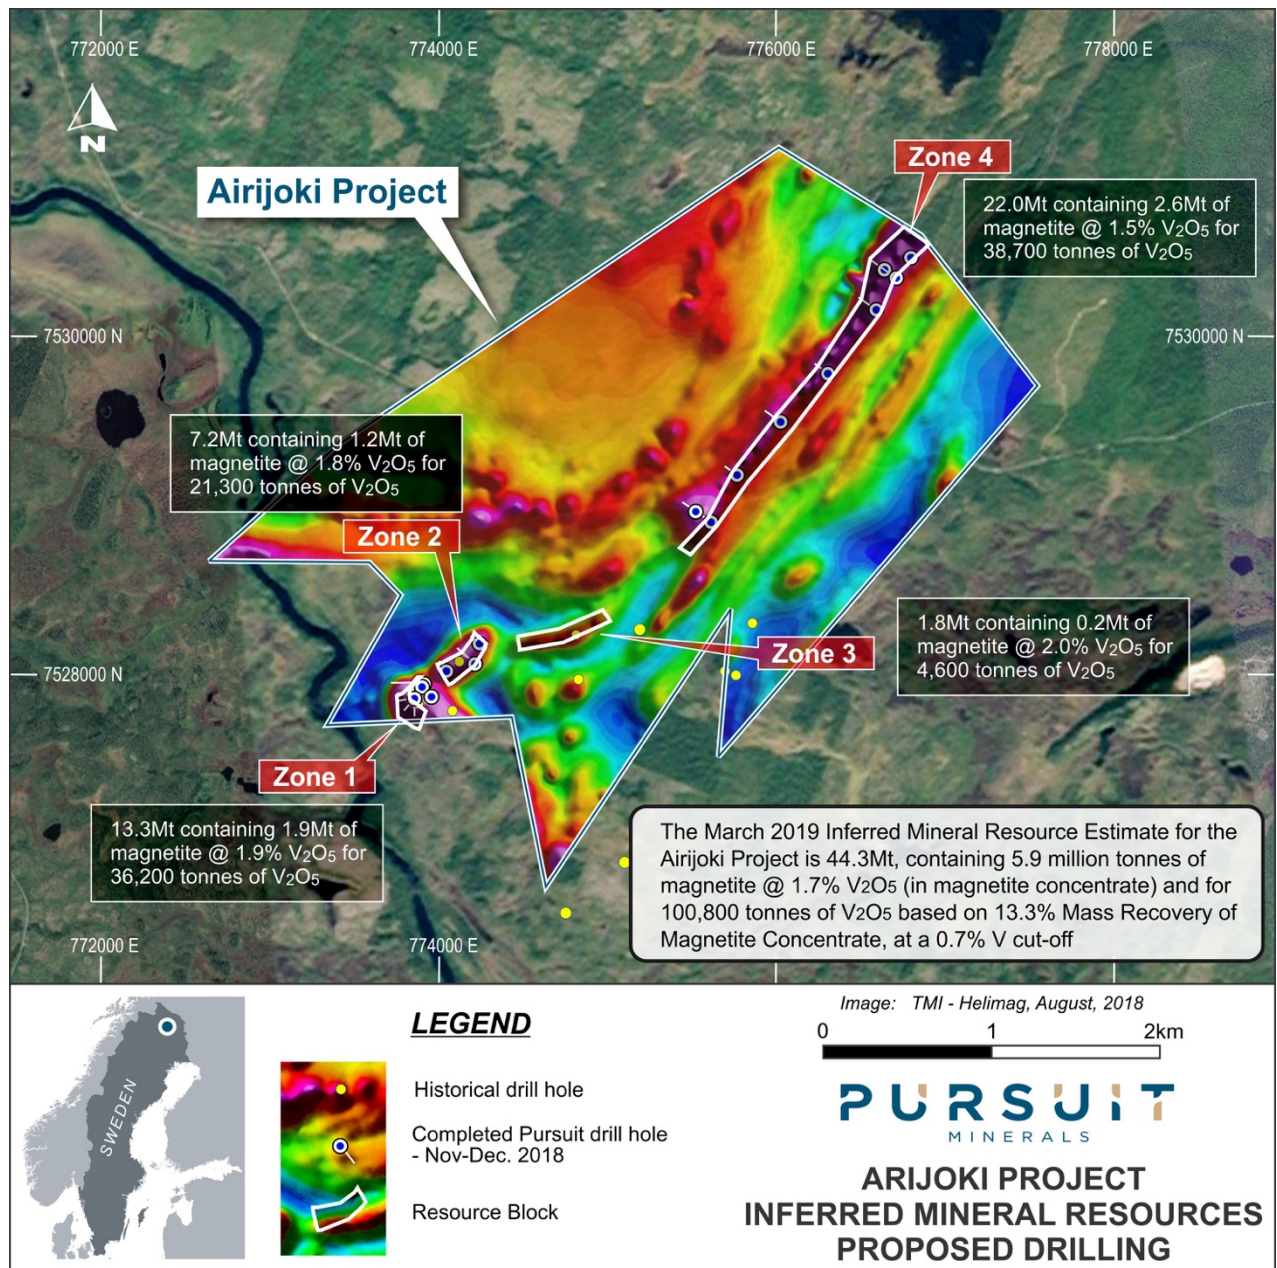 772000 E
774000 E
776000 E
778000 E
N
Airijoki Project
Zone 4
22.0Mt containing 2.6Mt of
magnetite @ 1.5% V2O5 for
38,700 tonnes of V2O5
7530000 N
7530000 N
7.2Mt containing 1.2Mt of
magnetite @ 1.8% V2O5 for
21,300 tonnes of V2O5
Zone 2
1.8Mt containing 0.2Mt of
magnetite @ 2.0% V2O5 for
4,600 tonnes of V2O5
Zone 3
7528000 N
Zone 1
13.3Mt containing 1.9Mt of
magnetite @ 1.9% V2O5 for
36,200 tonnes of V2O5
The March 2019 Inferred Mineral Resource Estimate for the
Airijoki Project is 44.3Mt, containing 5.9 million tonnes of
magnetite @ 1.7% V2O5 (in magnetite concentrate) and for
100,800 tonnes of V2O5 based on 13.3% Mass Recovery of
Magnetite Concentrate, at a 0.7% V cut-off
772000 E
774000 E
SWEDEN
LEGEND
Historical drill hole
Completed Pursuit drill hole
- Nov-Dec. 2018
Resource Block
Image: TMI - Helimag, August, 2018
0 1 2km
PURSUIT
MINERALS
ARIJOKI PROJECT
INFERRED MINERAL RESOURCES
PROPOSED DRILLING